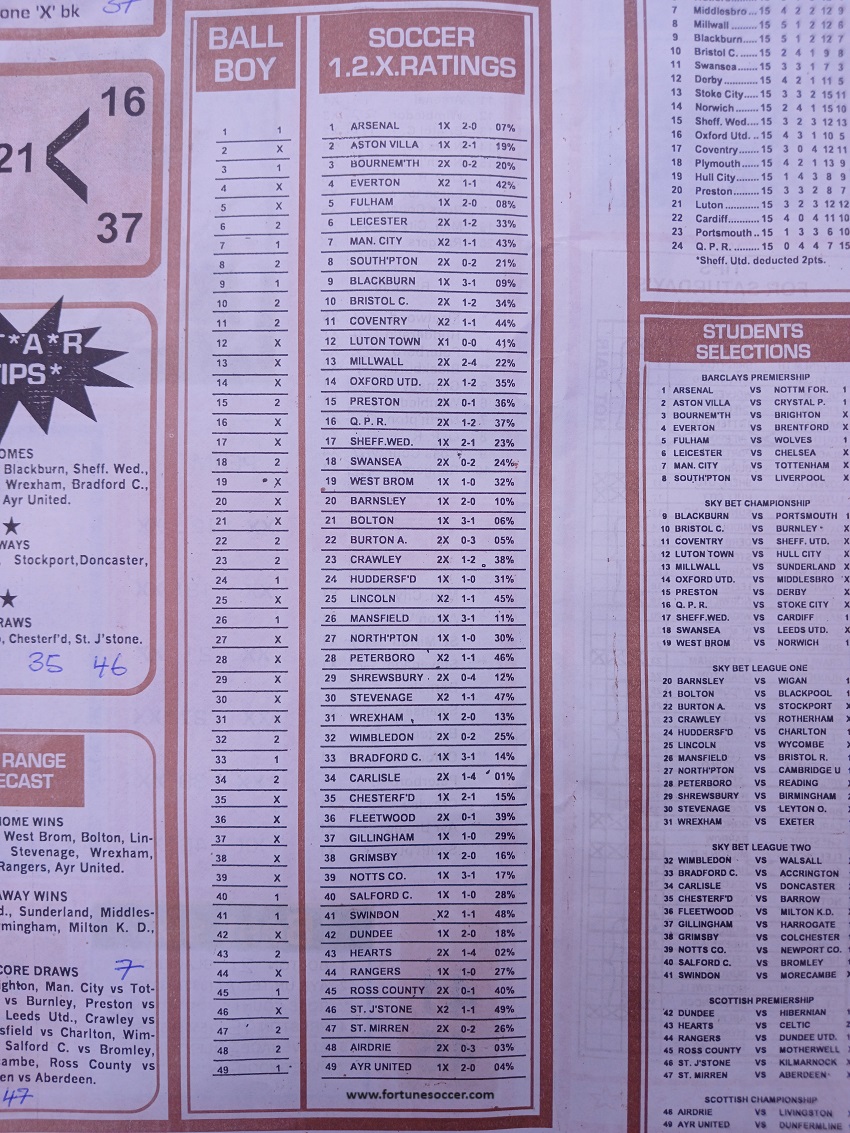 one 'X' bk
37
16
21
37
T*A*R
TIPS*
OMES
Blackburn, Sheff. Wed.,
Wrexham, Bradford C.,
Ayr United.
WAYS
Stockport,Doncaster,
RAWS
, Chesterf'd, St. J'stone.
35 46
RANGE
ECAST
HOME WINS
West Brom, Bolton, Lin-
Stevenage, Wrexham,
Rangers, Ayr United.
AWAY WINS
d., Sunderland, Middles-
mingham, Milton K. D.,
CORE DRAWS
7
ighton, Man. City vs Tot-
vs Burnley, Preston vs
Leeds Utd., Crawley vs
sfield vs Charlton, Wim-
Salford C. vs Bromley,
cambe, Ross County vs
en vs Aberdeen.
47
BALL
BOY
1 1
2 X
3 1
4 X
5 X
6 2
7 1
8 2
9 1
10 2
11 2
12 X
13 X
14 X
15 2
16 X
17 X
18 2
19 X
20 X
21 X
22 2
23 2
24 1
25 X
26 1
27 X
28 X
29 X
30 X
31 X
32 2
33 1
34 2
35 X
36 X
37 X
38 X
39 X
40 1
41 1
42 X
43 2
44 X
45 1
46 X
47 2
48 2
49 1
SOCCER
1.2.X.RATINGS
1 ARSENAL 1X 2-0 07%
2 ASTON VILLA 1X 2-1 19%
3 BOURNEM'TH 2X 0-2 20%
4 EVERTON X2 1-1 42%
5 FULHAM 1X 2-0 08%
6 LEICESTER 2X 1-2 33%
7 MAN. CITY X2 1-1 43%
8 SOUTH'PTON 2X 0-2 21%
9 BLACKBURN 1X 3-1 09%
10 BRISTOL C. 2X 1-2 34%
11 COVENTRY X2 1-1 44%
12 LUTON TOWN X1 0-0 41%
13 MILLWALL 2X 2-4 22%
14 OXFORD UTD. 2X 1-2 35%
15 PRESTON 2X 0-1 36%
16 Q. P. R. 2X 1-2 37%
17 SHEFF.WED. 1X 2-1 23%
18 SWANSEA 2X 0-2 24%
19 WEST BROM 1X 1-0 32%
20 BARNSLEY 1X 2-0 10%
21 BOLTON 1X 3-1 06%
22 BURTON A. 2X 0-3 05%
23 CRAWLEY 2X 1-2 38%
24 HUDDERSF'D 1X 1-0 31%
25 LINCOLN X2 1-1 45%
26 MANSFIELD 1X 3-1 11%
27 NORTH'PTON 1X 1-0 30%
28 PETERBORO X2 1-1 46%
29 SHREWSBURY 2X 0-4 12%
30 STEVENAGE X2 1-1 47%
31 WREXHAM 1X 2-0 13%
32 WIMBLEDON 2X 0-2 25%
33 BRADFORD C. 1X 3-1 14%
34 CARLISLE 2X 1-4 01%
35 CHESTERF'D 1X 2-1 15%
36 FLEETWOOD 2X 0-1 39%
37 GILLINGHAM 1X 1-0 29%
38 GRIMSBY 1X 2-0 16%
39 NOTTS CO. 1X 3-1 17%
40 SALFORD C. 1X 1-0 28%
41 SWINDON X2 1-1 48%
42 DUNDEE 1X 2-0 18%
43 HEARTS 2X 1-4 02%
44 RANGERS 1X 1-0 27%
45 ROSS COUNTY 2X 0-1 40%
46 ST. J'STONE X2 1-1 49%
47 ST. MIRREN 2X 0-2 26%
48 AIRDRIE 2X 0-3 03%
49 AYR UNITED 1X 2-0 04%
www.fortunesoccer.com
7 Middlesbro... 15 4 2 2 12 9
8 Millwall ....... 15 5 1 2 12 6
9 Blackburn..... 15 5 1 2 12 7
10 Bristol C. ..... 15 2 4 1 9 8
11 Swansea...... 15 3 3 1 7 3
12 Derby.......... 15 4 2 1 11 5
13 Stoke City.... 15 3 3 2 15 11
14 Norwich....... 15 2 4 1 15 10
15 Sheff. Wed.... 15 3 2 3 12 13
16 Oxford Utd. .. 15 4 3 1 10 5
17 Coventry...... 15 3 0 4 12 11
18 Plymouth..... 15 4 2 1 13 9
19 Hull City....... 15 1 4 3 8 9
20 Preston........ 15 3 3 2 8 7
21 Luton........... 15 3 2 3 12 12
22 Cardiff......... 15 4 0 4 11 10
23 Portsmouth.. 15 1 3 3 6 10
24 Q. P. R. ........ 15 0 4 4 7 15
*Sheff. Utd. deducted 2pts.
STUDENTS
SELECTIONS
BARCLAYS PREMIERSHIP
1 ARSENAL VS NOTTM FOR. 1
2 ASTON VILLA VS CRYSTAL P. 1
3 BOURNEM'TH VS BRIGHTON X
4 EVERTON VS BRENTFORD X
5 FULHAM VS WOLVES 1
6 LEICESTER VS CHELSEA X
7 MAN. CITY VS TOTTENHAM X
8 SOUTH'PTON VS LIVERPOOL X
SKY BET CHAMPIONSHIP
9 BLACKBURN VS PORTSMOUTH 1
10 BRISTOL C. VS BURNLEY X
11 COVENTRY VS SHEFF. UTD. X
12 LUTON TOWN VS HULL CITY X
13 MILLWALL VS SUNDERLAND X
14 OXFORD UTD. VS MIDDLESBRO X
15 PRESTON VS DERBY X
16 Q. P. R. VS STOKE CITY X
17 SHEFF.WED. VS CARDIFF 1
18 SWANSEA VS LEEDS UTD. X
19 WEST BROM VS NORWICH 1
SKY BET LEAGUE ONE
20 BARNSLEY VS WIGAN 1
21 BOLTON VS BLACKPOOL 1
22 BURTON A. VS STOCKPORT X
23 CRAWLEY VS ROTHERHAM X
24 HUDDERSF'D VS CHARLTON 1
25 LINCOLN VS WYCOMBE X
26 MANSFIELD VS BRISTOL R. 1
27 NORTH'PTON VS CAMBRIDGE U 1
28 PETERBORO VS READING X
29 SHREWSBURY VS BIRMINGHAM 2
30 STEVENAGE VS LEYTON O. X
31 WREXHAM VS EXETER
SKY BET LEAGUE TWO
32 WIMBLEDON VS WALSALL
33 BRADFORD C. VS ACCRINGTON
34 CARLISLE VS DONCASTER
35 CHESTERF'D VS BARROW
36 FLEETWOOD VS MILTON K.D.
37 GILLINGHAM VS HARROGATE
38 GRIMSBY VS COLCHESTER
39 NOTTS CO. VS NEWPORT CO.
40 SALFORD C. VS BROMLEY
41 SWINDON VS MORECAMBE
SCOTTISH PREMIERSHIP
42 DUNDEE VS HIBERNIAN
43 HEARTS VS CELTIC
44 RANGERS VS DUNDEE UTD.
45 ROSS COUNTY VS MOTHERWELL
46 ST. J'STONE VS KILMARNOCK
47 ST. MIRREN VS ABERDEEN
SCOTTISH CHAMPIONSHIP
48 AIRDRIE VS LIVINGSTON
49 AYR UNITED VS DUNFERMLINE